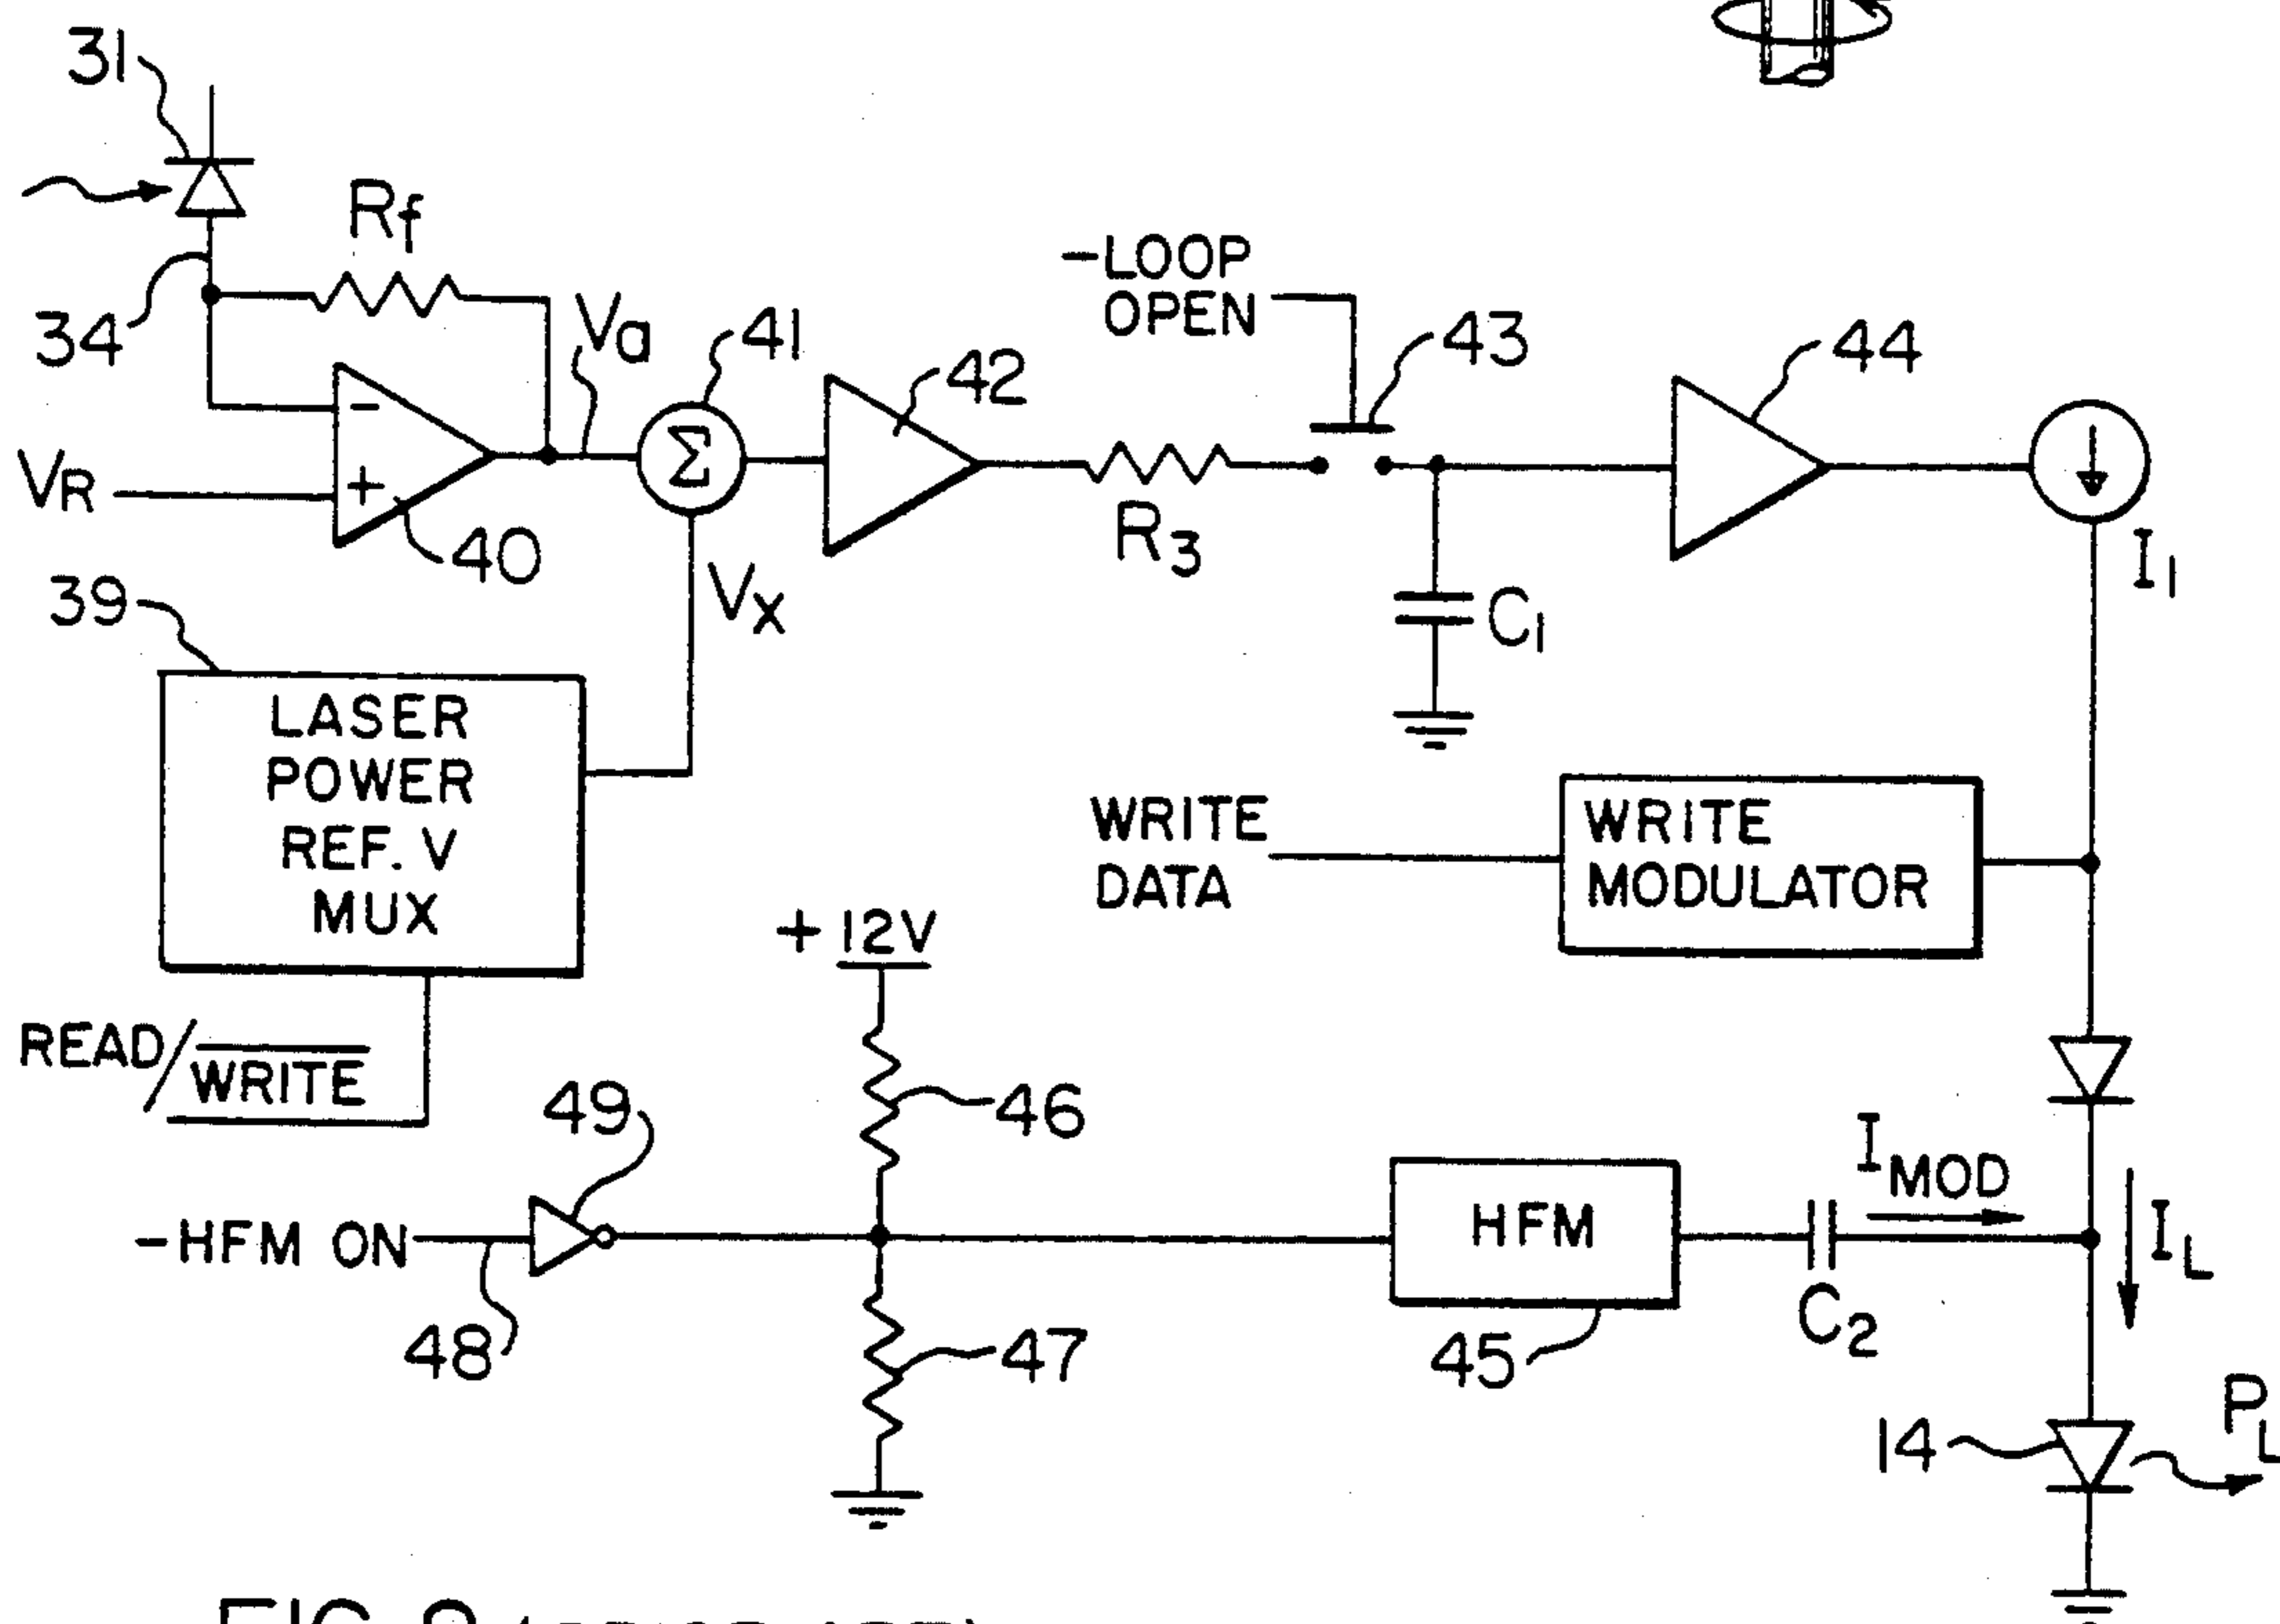 31
Rf
34
Va
41
-LOOP
OPEN
43
42
44
VR
40
R3
I1
39
Vx
C1
LASER
POWER
REF. V
MUX
WRITE
DATA
WRITE
MODULATOR
+12V
READ/WRITE
49
46
IMOD
-HFM ON
HFM
IL
48
47
45
C2
14
PL